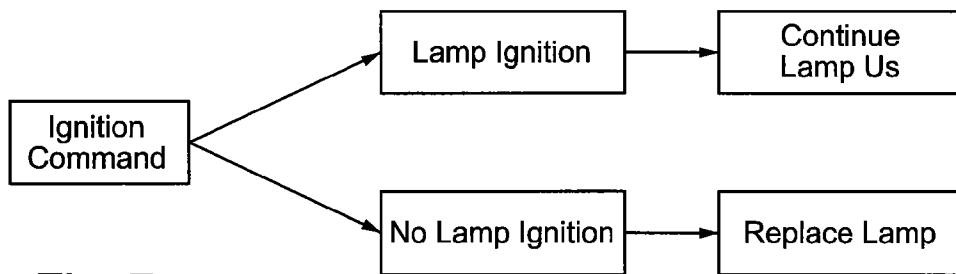 Lamp Ignition
Continue
Lamp Us
Ignition
Command
No Lamp Ignition
Replace Lamp